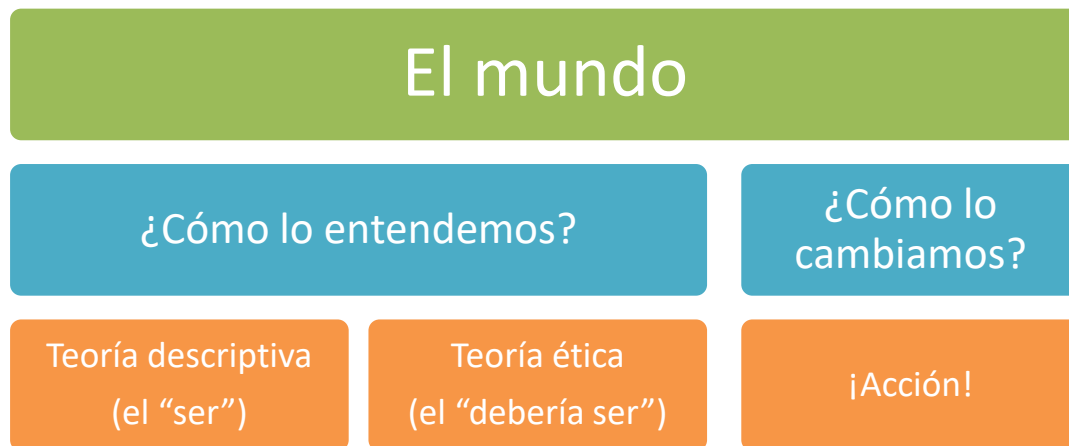 El mundo
¿Cómo lo entendemos?
¿Cómo lo
cambiamos?
Teoría descriptiva
(el “ser”)
Teoría ética
(el “debería ser”)
¡Acción!